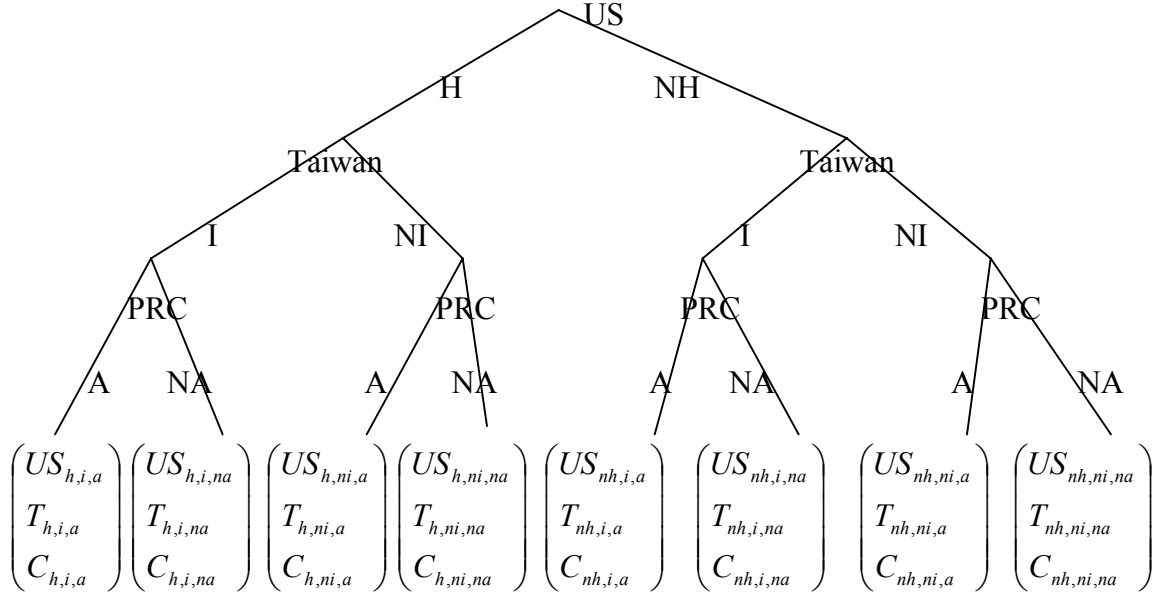 US
H NH
Taiwan Taiwan
I NI I NI
PRC PRC PRC PRC
A NA A NA A NA A NA
US_{h,i,a} US_{h,i,na} US_{h,ni,a} US_{h,ni,na} US_{nh,i,a} US_{nh,i,na} US_{nh,ni,a} US_{nh,ni,na}
T_{h,i,a} T_{h,i,na} T_{h,ni,a} T_{h,ni,na} T_{nh,i,a} T_{nh,i,na} T_{nh,ni,a} T_{nh,ni,na}
C_{h,i,a} C_{h,i,na} C_{h,ni,a} C_{h,ni,na} C_{nh,i,a} C_{nh,i,na} C_{nh,ni,a} C_{nh,ni,na}